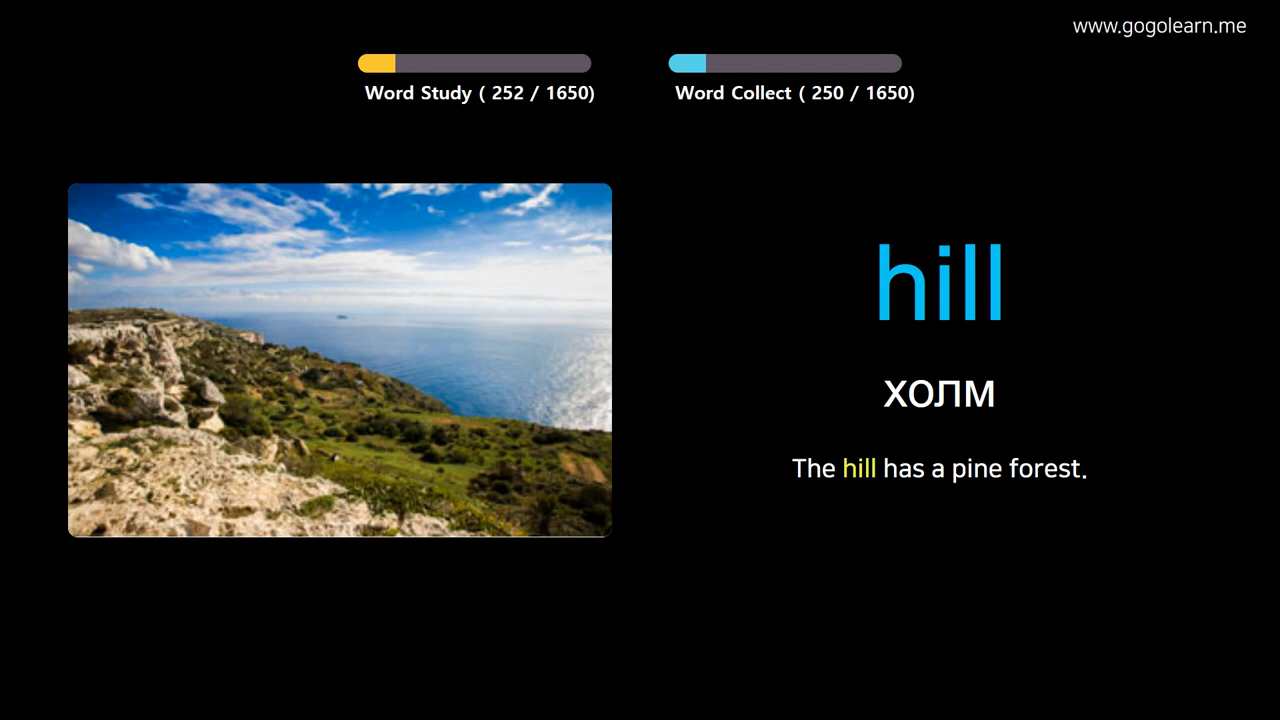 www.gogolearn.me
Word Study ( 252 / 1650)
Word Collect ( 250 / 1650)
hill
холм
The hill has a pine forest.